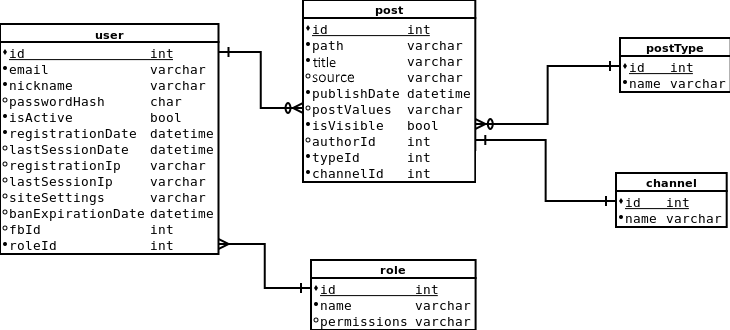 user
id int
email varchar
nickname varchar
passwordHash char
isActive bool
registrationDate datetime
lastSessionDate datetime
registrationIp varchar
lastSessionIp varchar
siteSettings varchar
banExpirationDate datetime
fbId int
roleId int
post
id int
path varchar
title varchar
source varchar
publishDate datetime
postValues varchar
isVisible bool
authorId int
typeId int
channelId int
postType
id int
name varchar
channel
id int
name varchar
role
id int
name varchar
permissions varchar